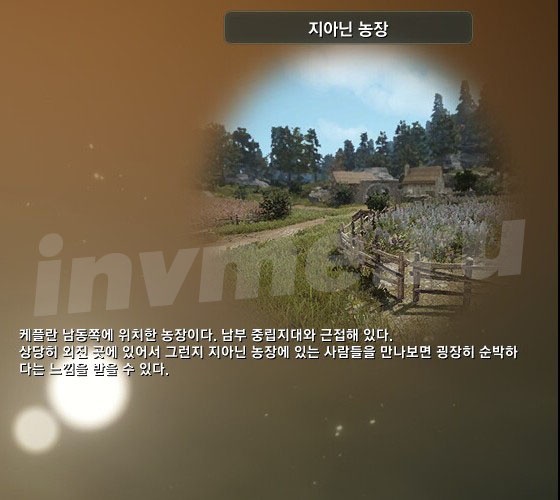 지아닌 농장
케플란 남동쪽에 위치한 농장이다. 남부 중립지대와 근접해 있다.
상당히 외진 곳에 있어서 그런지 지아닌 농장에 있는 사람들을 만나보면 굉장히 순박하
다는 느낌을 받을 수 있다.